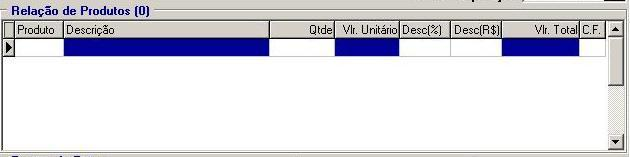 Relação de Produtos (0)
Produto Descrição Qtde Vlr. Unitário Desc(%) Desc(R$) Vlr. Total C.F.